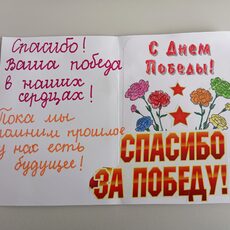 Спасибо!
Ваша победа
в наших
сердцах!
Пока мы
помним прошлое
у нас есть
будущее!
С Днем
Победы!
СПАСИБО
ЗА ПОБЕДУ!